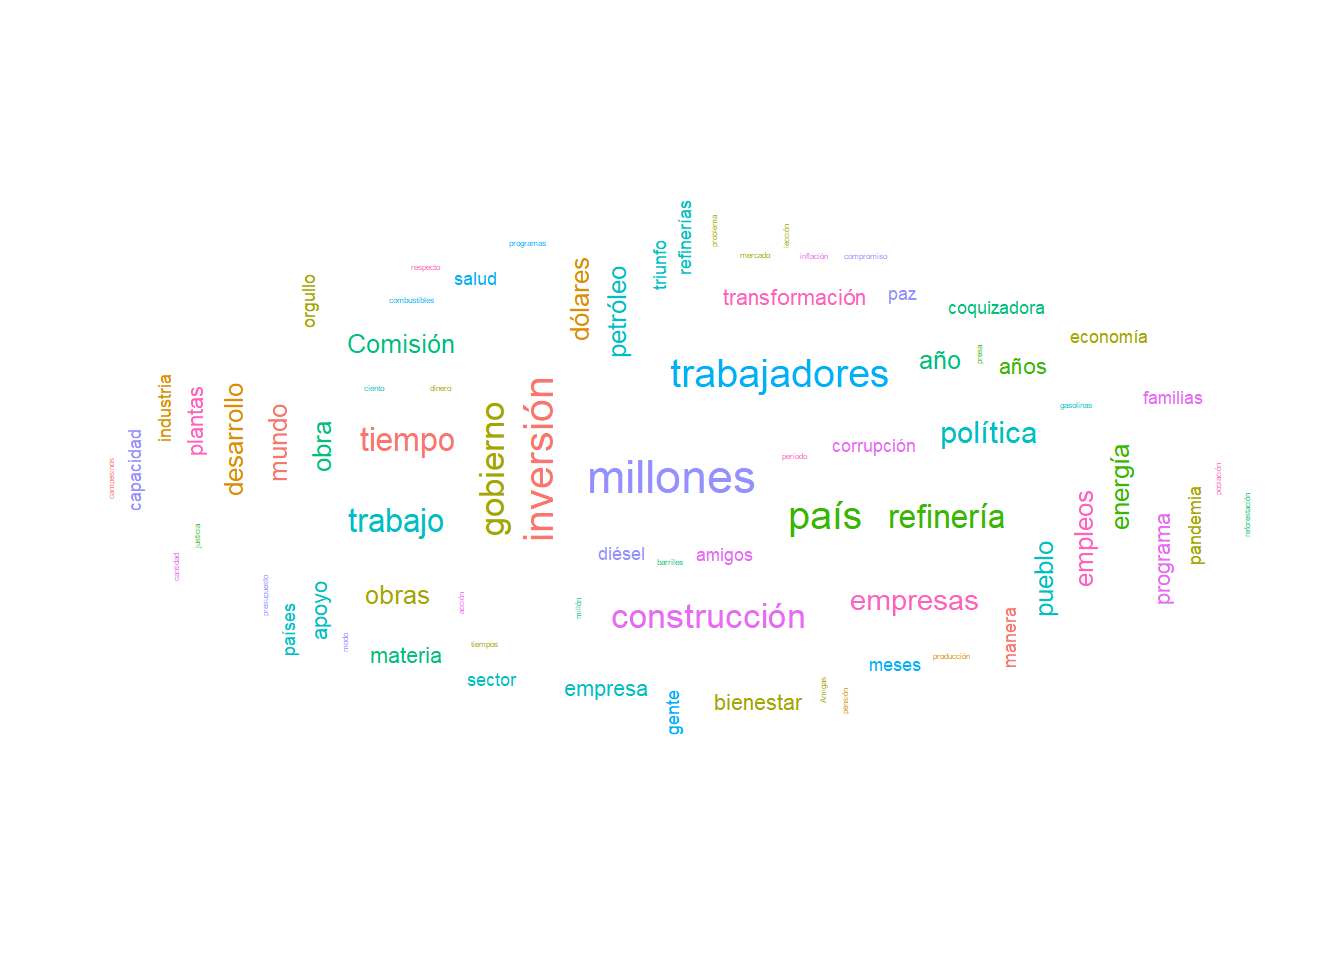 refinerías
problema
lección
triunfo
programas
mercado
inflación
compromiso
respecto
salud
dólares
petróleo
orgullo
combustibles
transformación
paz
coquizadora
Comisión
economía
trabajadores
año
presa
años
ciento
dinero
familias
gasolinas
industria
plantas
desarrollo
mundo
obra
tiempo
gobierno
inversión
política
corrupción
periodo
campesinos
capacidad
millones
energía
población
país
refinería
trabajo
empleos
pandemia
reforestación
justicia
cantidad
diésel
barriles
amigos
pueblo
programa
presupuesto
países
apoyo
obras
acción
millón
construcción
empresas
manera
modo
tiempos
materia
producción
meses
sector
empresa
gente
bienestar
Amigas
pensión